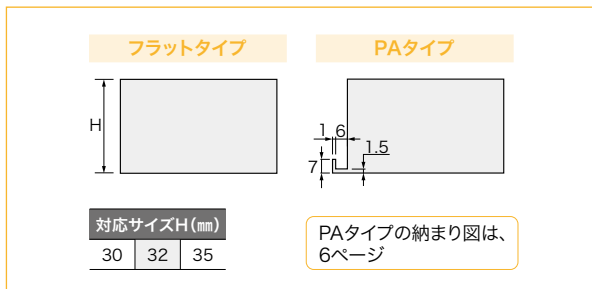 フラットタイプ
PAタイプ
H
1 6
1.5
7
対応サイズH(㎜)
30 32 35
PAタイプの納まり図は、
6ページ